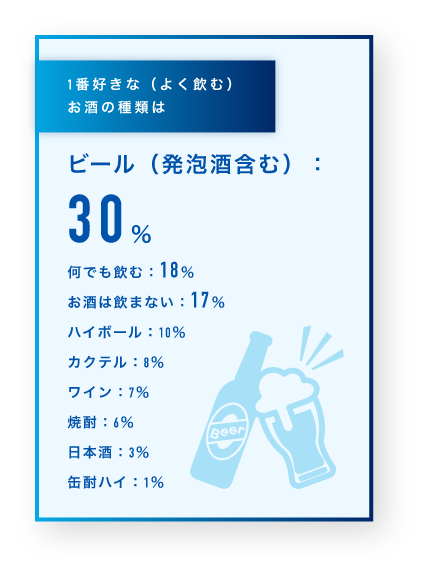 1番好きな（よく飲む）
お酒の種類は
ビール（発泡酒含む）：
30%
何でも飲む：18%
お酒は飲まない：17%
ハイボール：10%
カクテル：8%
ワイン：7%
焼酎：6%
日本酒：3%
缶酎ハイ：1%
Beer